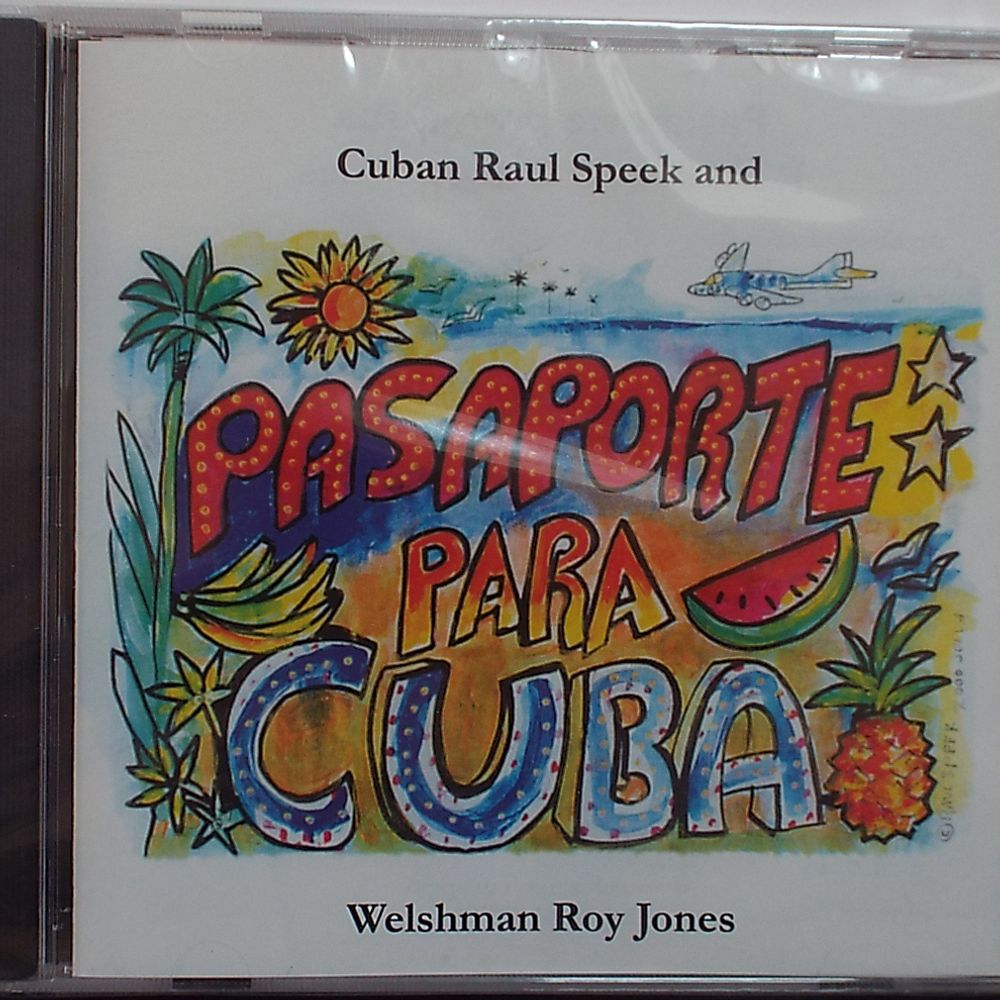 Cuban Raul Speek and
PASAPORTE
PARA
CUBA
Welshman Roy Jones